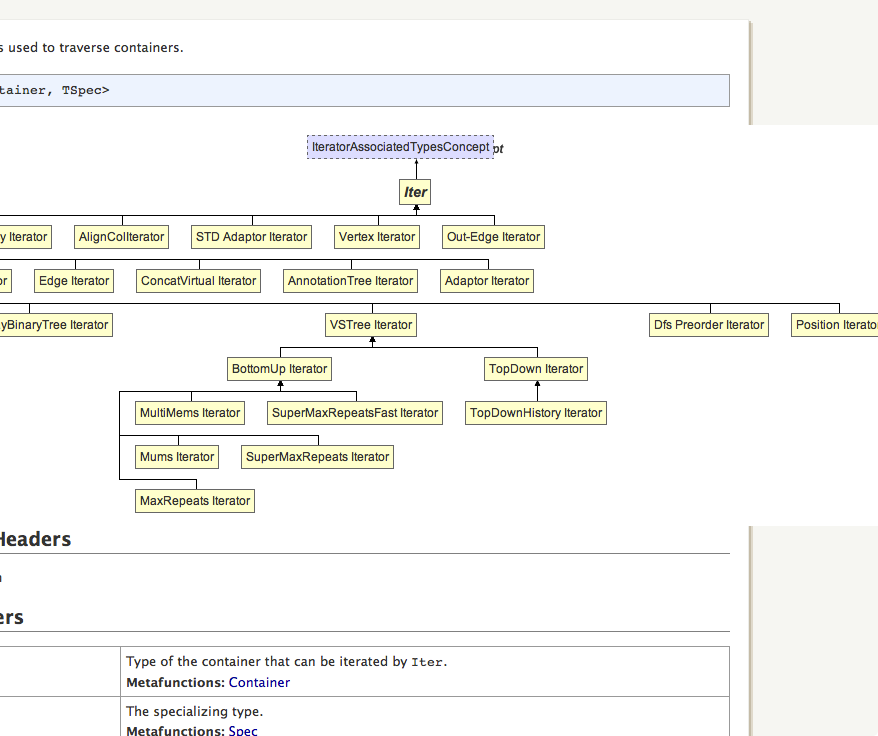 s used to traverse containers.
tainer, TSpec>
IteratorAssociatedTypesConcept pt
Iter
y Iterator AlignColIterator STD Adaptor Iterator Vertex Iterator Out-Edge Iterator
or Edge Iterator ConcatVirtual Iterator AnnotationTree Iterator Adaptor Iterator
yBinaryTree Iterator VSTree Iterator Dfs Preorder Iterator Position Iterato
BottomUp Iterator TopDown Iterator
MultiMems Iterator SuperMaxRepeatsFast Iterator TopDownHistory Iterator
Mums Iterator SuperMaxRepeats Iterator
MaxRepeats Iterator
Headers
ers
Type of the container that can be iterated by Iter.
Metafunctions: Container
The specializing type.
Metafunctions: Spec